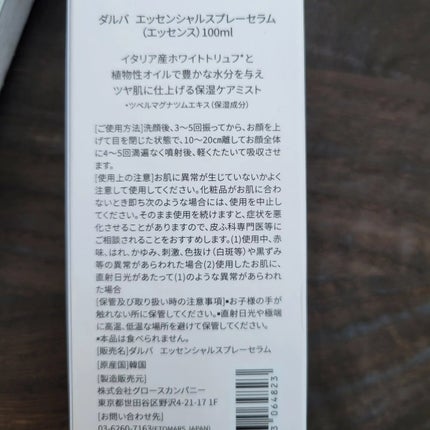 ダルバ エッセンシャルスプレーセラム
（エッセンス）100ml
イタリア産ホワイトトリュフ*と
植物性オイルで豊かな水分を与え
ツヤ肌に仕上げる保湿ケアミスト
*ツベルマグナツムエキス（保湿成分）
[ご使用方法]洗顔後、3～5回振ってから、お顔を上
げて目を閉じた状態で、10～20㎝離してお顔全体
に4～5回満遍なく噴射後、軽くたたいて吸収させ
ます。
[使用上の注意]お肌に異常が生じていないかよく
注意して使用してください。化粧品がお肌に合わ
ないとき即ち次のような場合には、使用を中止し
てください。そのまま使用を続けますと、症状を悪
化させることがありますので、皮ふ科専門医等に
ご相談されることをおすすめします。(1)使用中、赤
味、はれ、かゆみ、刺激、色抜け(白斑等)や黒ずみ
等の異常があらわれた場合(2)使用したお肌に、
直射日光があたって(1)のような異常があらわれ
た場合
[保管及び取り扱い時の注意事項]•お子様の手が
触れない所に保管してください。•直射日光や極端
に高温、低温な場所を避けて保管してください。
•本品は食べられません。
[販売名]ダルバ エッセンシャルスプレーセラム
[原産国]韓国
[製造販売元]
株式会社グロースカンパニー
東京都世田谷区野沢4-21-17 1F
[お問い合わせ先]
03-6260-7163(ETOMARS JAPAN)
3064823